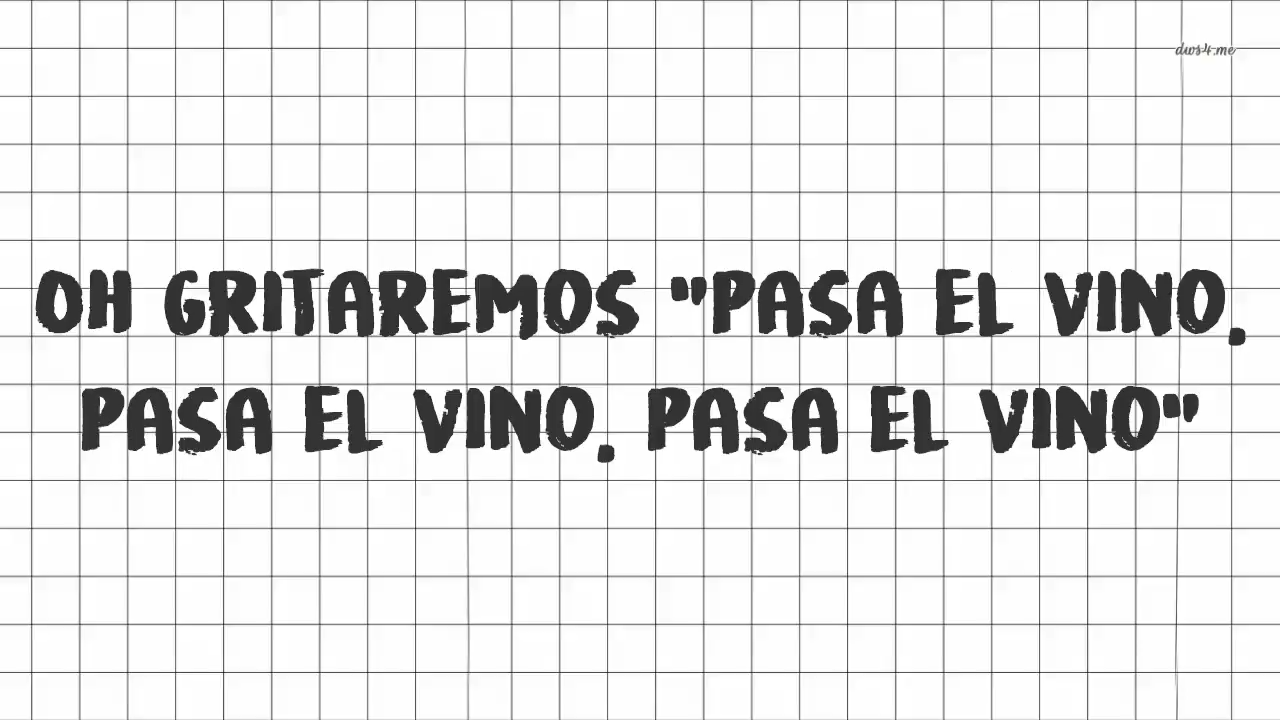 dws4.me
OH GRITAREMOS "PASA EL VINO,
PASA EL VINO, PASA EL VINO"